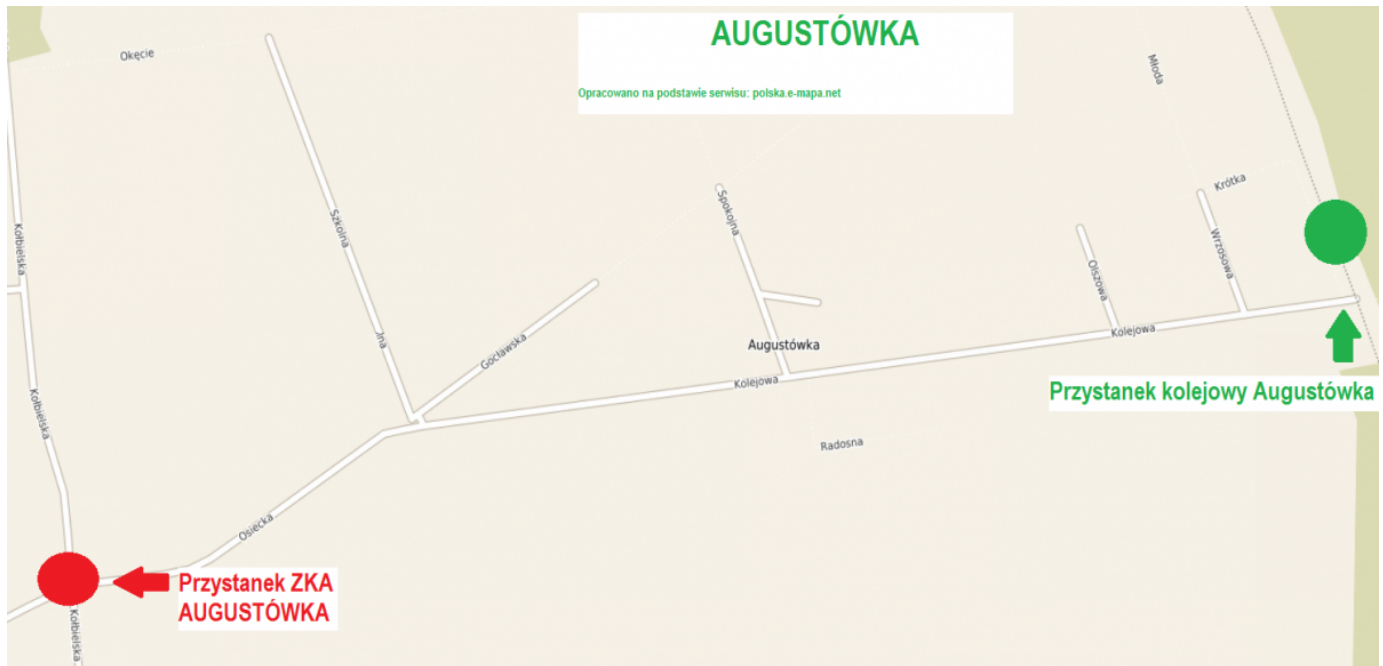 AUGUSTÓWKA
Opracowano na podstawie serwisu: polska.e-mapa.net
Okęcie
Młoda
Krótka
Szkolna
Spokojna
Kołbielska
Wrzosowa
Olszowa
Jna
Gocławska
Augustówka
Kolejowa
Kolejowa
Przystanek kolejowy Augustówka
Kołbielska
Radosna
Osiecka
Przystanek ZKA
AUGUSTÓWKA
Kołbielska